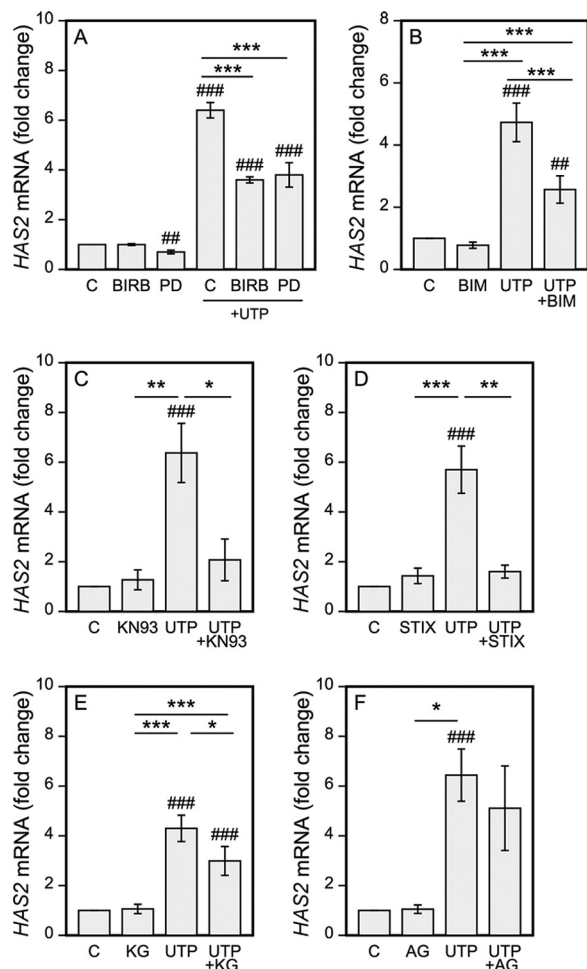 A
HAS2 mRNA (fold change)
10
8
6
4
2
0
***
***
###
###
###
##
C BIRB PD C BIRB PD
+UTP
B
HAS2 mRNA (fold change)
8
6
4
2
0
***
***
***
###
##
C BIM UTP UTP
+BIM
C
HAS2 mRNA (fold change)
10
8
6
4
2
0
** *
###
C KN93 UTP UTP
+KN93
D
HAS2 mRNA (fold change)
10
8
6
4
2
0
*** **
###
C STIX UTP UTP
+STIX
E
HAS2 mRNA (fold change)
10
8
6
4
2
0
***
*** *
###
###
C KG UTP UTP
+KG
F
HAS2 mRNA (fold change)
10
8
6
4
2
0
*
###
C AG UTP UTP
+AG